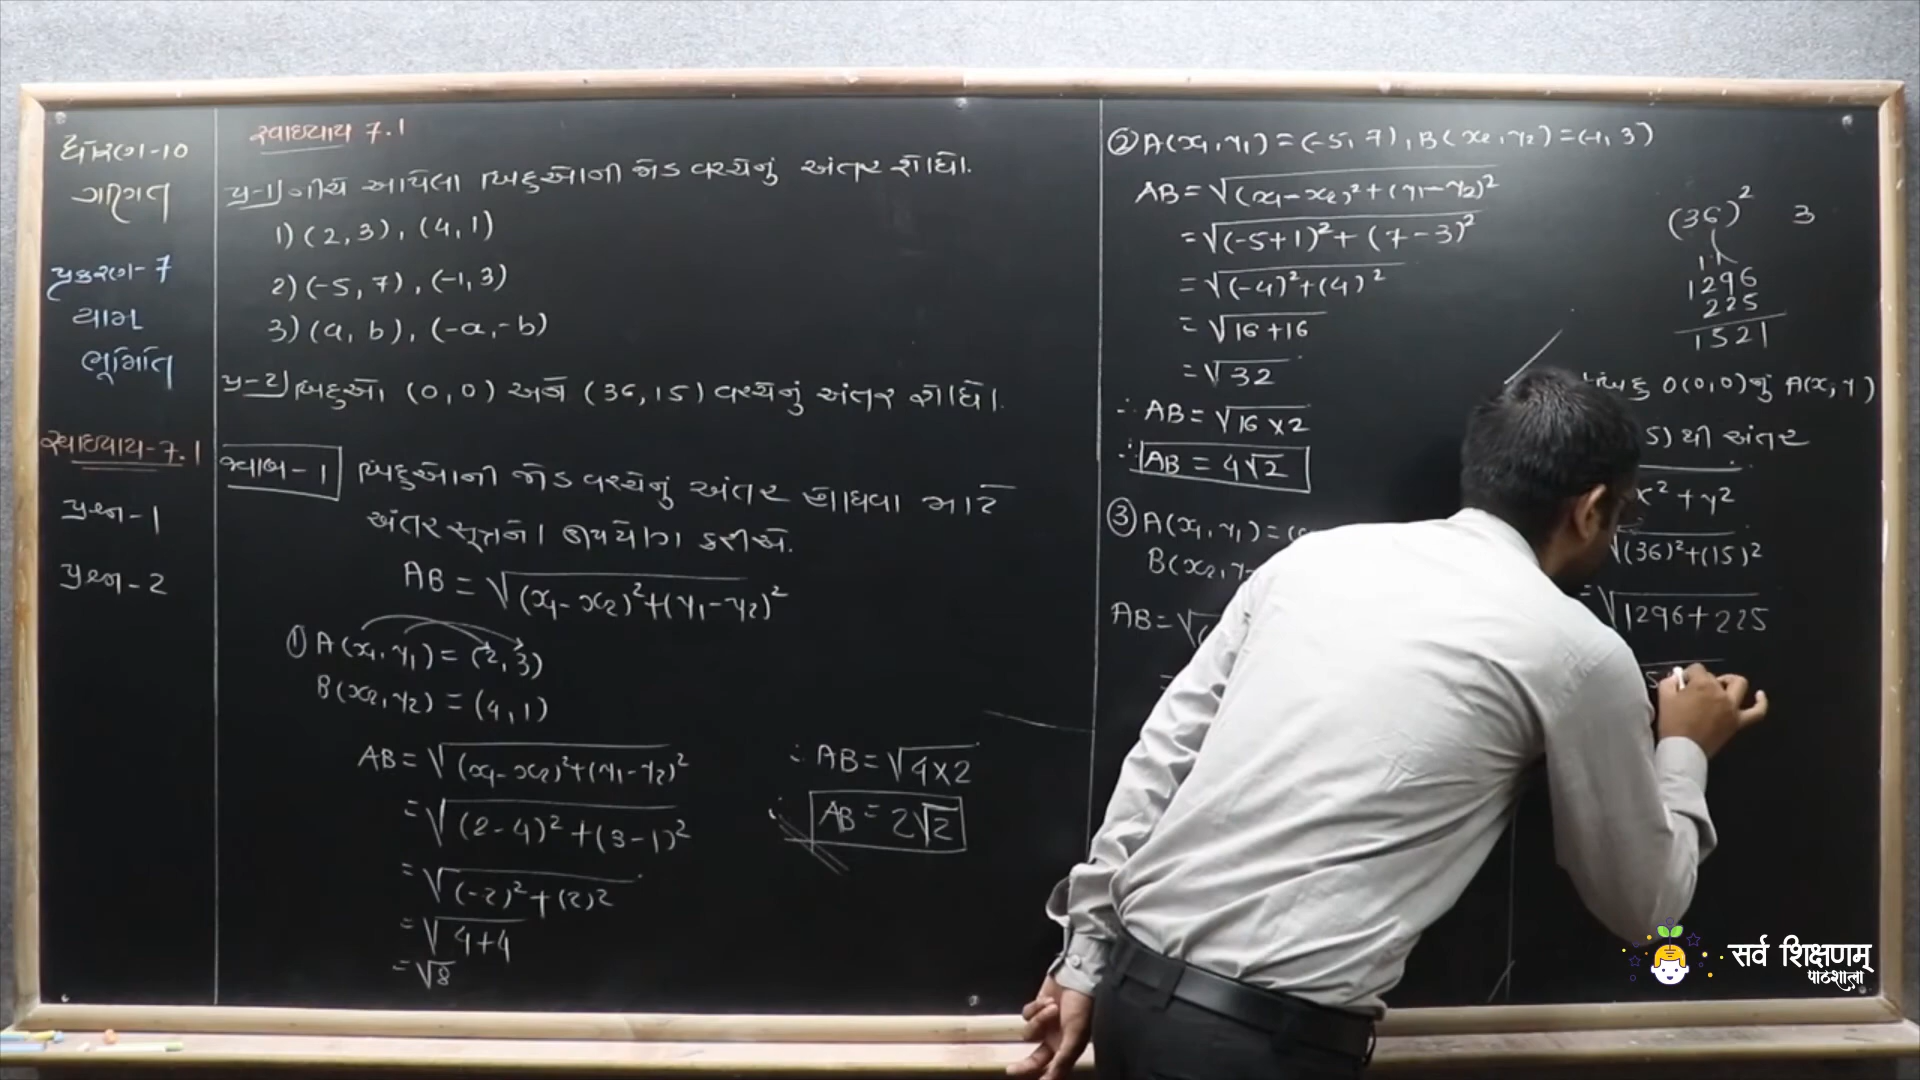 ધોરણ-10
ગણિત
પ્રકરણ-7
યામ
ભૂમિતિ
સ્વાધ્યાય-7.1
પ્રશ્ન-1
પ્રશ્ન-2
સ્વાધ્યાય 7.1
પ્ર-1) નીચે આપેલા બિંદુઓની જોડ વચ્ચેનું અંતર શોધો.
1) (2,3), (4,1)
2) (-5,7), (-1,3)
3) (a, b), (-a,-b)
પ્ર-2) બિંદુઓ (0,0) અને (36,15) વચ્ચેનું અંતર શોધો.
જવાબ-1 બિંદુઓની જોડ વચ્ચેનું અંતર શોધવા માટે
અંતર સૂત્રનો ઉપયોગ કરીએ.
AB = √(x₁-x₂)²+(y₁-y₂)²
① A(x₁,y₁) = (2,3)
B(x₂,y₂) = (4,1)
AB = √(x₁-x₂)²+(y₁-y₂)²
= √(2-4)²+(3-1)²
= √(-2)²+(2)²
= √4+4
= √8
∴ AB = √4×2
∴ AB = 2√2
② A(x₁,y₁) = (-5,7), B(x₂,y₂) = (-1,3)
AB = √(x₁-x₂)²+(y₁-y₂)²
= √(-5+1)²+(7-3)²
= √(-4)²+(4)²
= √16+16
= √32
∴ AB = √16×2
∴ AB = 4√2
③ A(x₁,y₁) =
B(x₂,y₂
AB = √
=
(36)² 3
11
1296
225
1521
O(0,0)નું A(x,y)
5) થી અંતર
x²+y²
√(36)²+(15)²
= √1296+225
સર્વ शिक्षणम्
पाठशाला